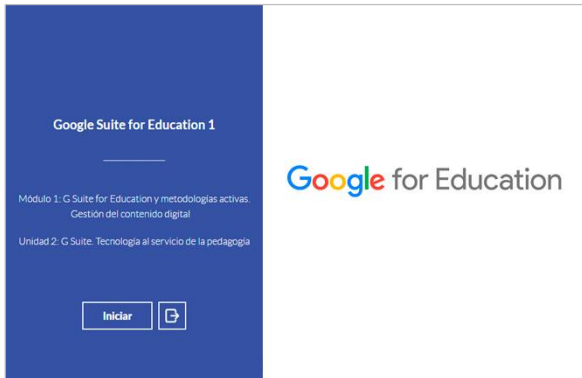 Google Suite for Education 1
Módulo 1: G Suite for Education y metodologías activas.
Gestión del contenido digital
Unidad 2: G Suite. Tecnología al servicio de la pedagogía
Iniciar
Google for Education